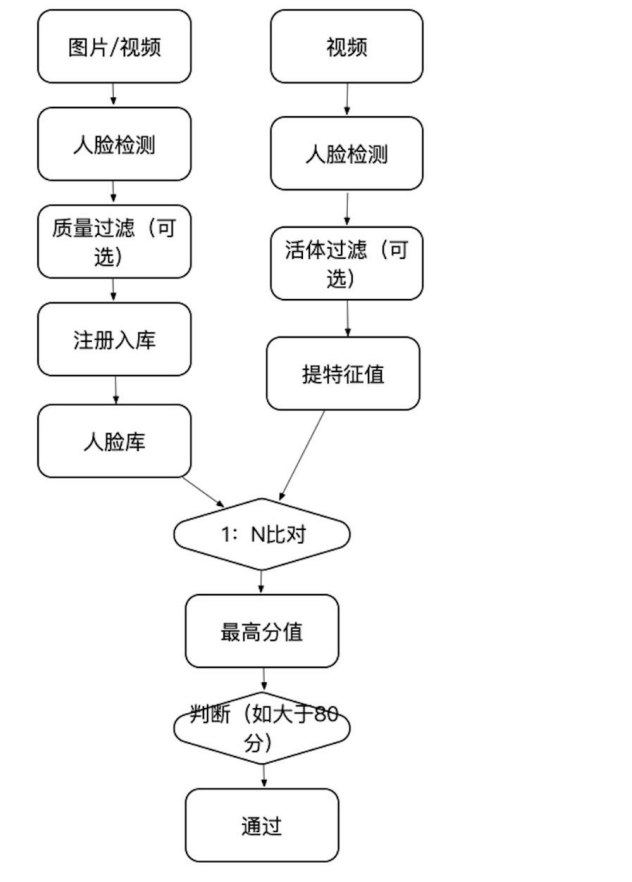 图片/视频
人脸检测
质量过滤（可
选）
注册入库
人脸库
视频
人脸检测
活体过滤（可
选）
提特征值
1：N比对
最高分值
判断（如大于80
分）
通过